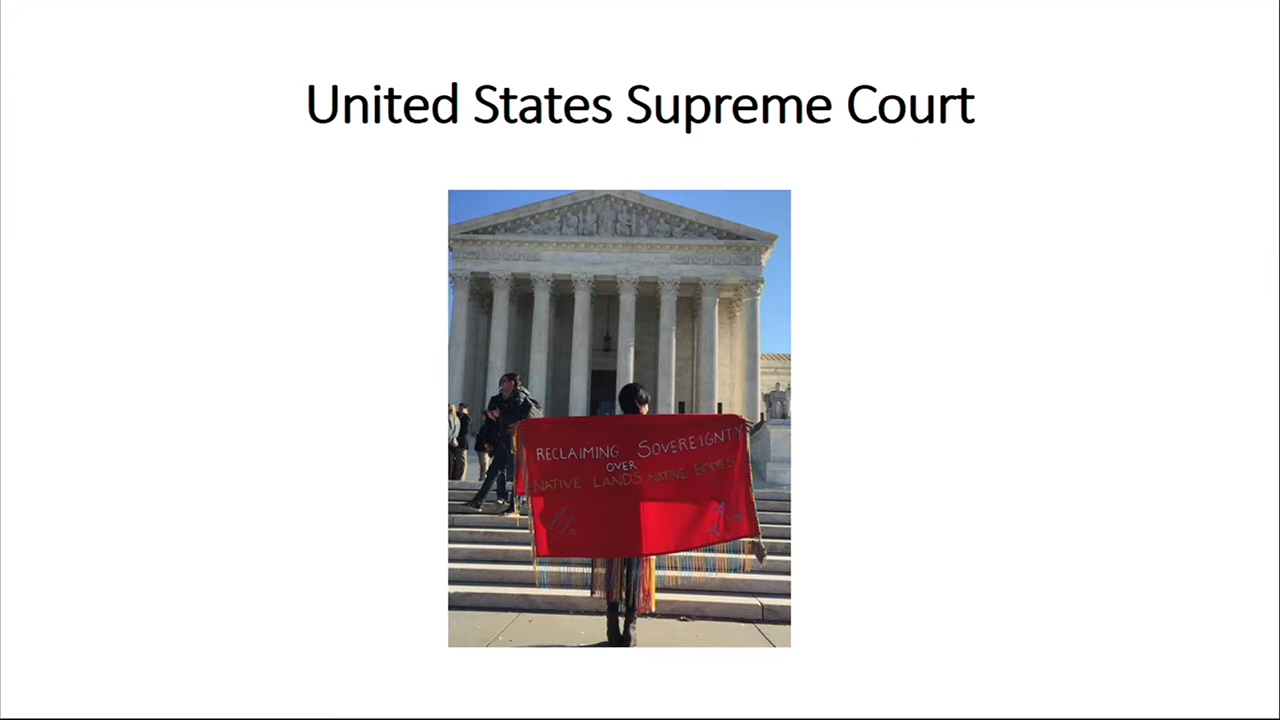 United States Supreme Court
RECLAIMING SOVEREIGNTY
OVER
NATIVE LANDS NATIVE BODIES